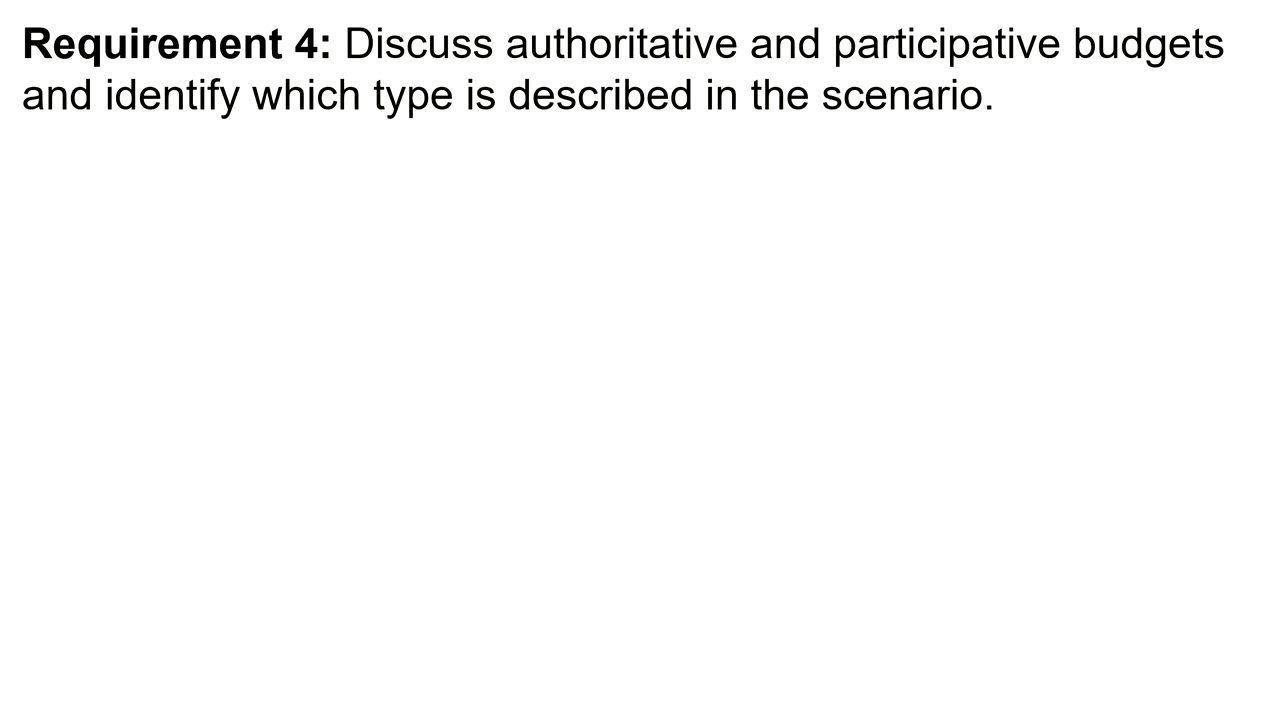 Requirement 4: Discuss authoritative and participative budgets
and identify which type is described in the scenario.